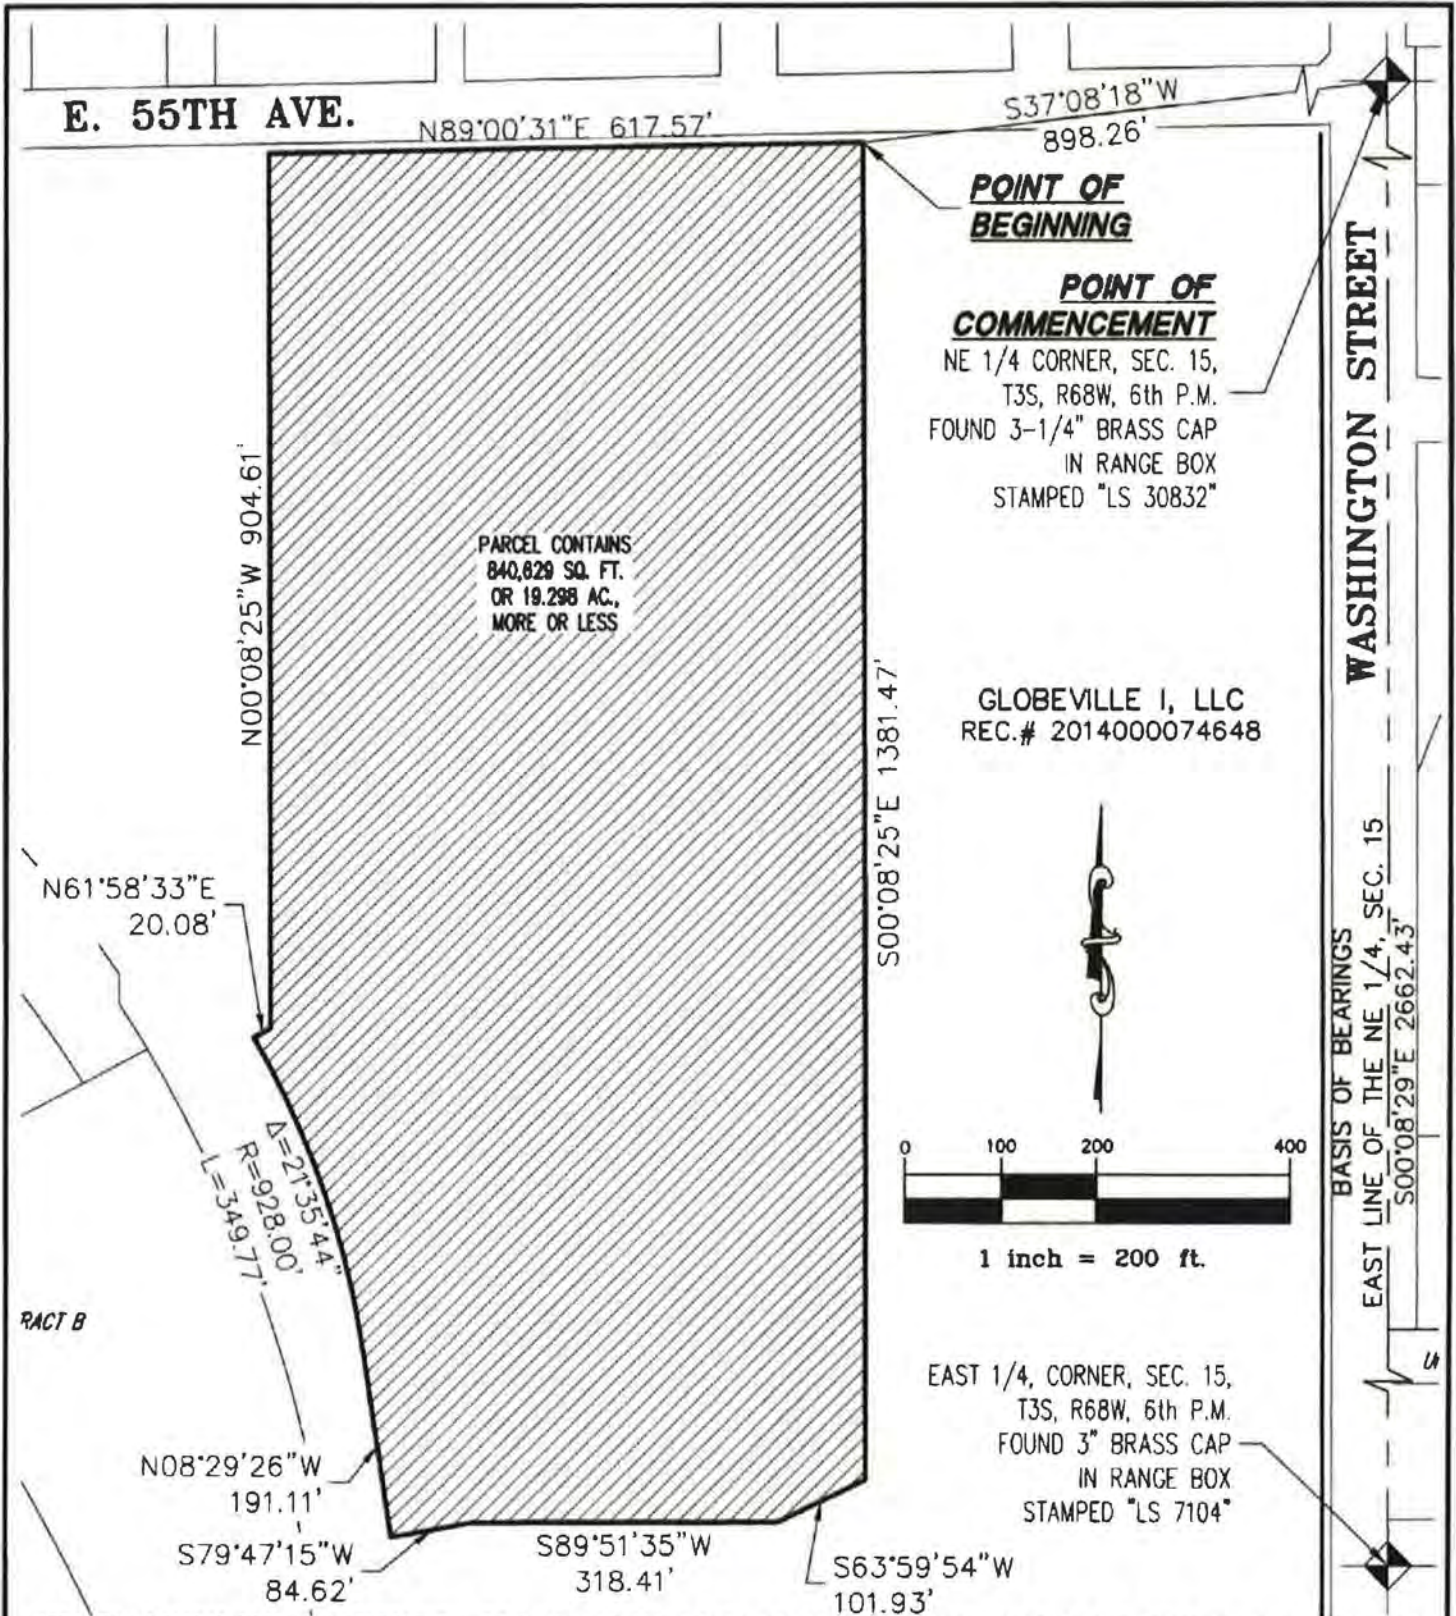 E. 55TH AVE.
N89°00'31"E 617.57'
S37°08'18"W
898.26'
POINT OF
BEGINNING
POINT OF
COMMENCEMENT
NE 1/4 CORNER, SEC. 15,
T3S, R68W, 6th P.M.
FOUND 3-1/4" BRASS CAP
IN RANGE BOX
STAMPED "LS 30832"
WASHINGTON STREET
N00°08'25"W 904.61'
PARCEL CONTAINS
840,629 SQ. FT.
OR 19.298 AC.,
MORE OR LESS
S00°08'25"E 1381.47'
GLOBEVILLE I, LLC
REC.# 2014000074648
N61°58'33"E
20.08'
BASIS OF BEARINGS
EAST LINE OF THE NE 1/4, SEC. 15
S00°08'29"E 2662.43'
Δ=21°35'44"
R=928.00'
L=349.77'
0 100 200 400
1 inch = 200 ft.
RACT B
EAST 1/4, CORNER, SEC. 15,
T3S, R68W, 6th P.M.
FOUND 3" BRASS CAP
IN RANGE BOX
STAMPED "LS 7104"
N08°29'26"W
191.11'
S79°47'15"W
84.62'
S89°51'35"W
318.41'
S63°59'54"W
101.93'